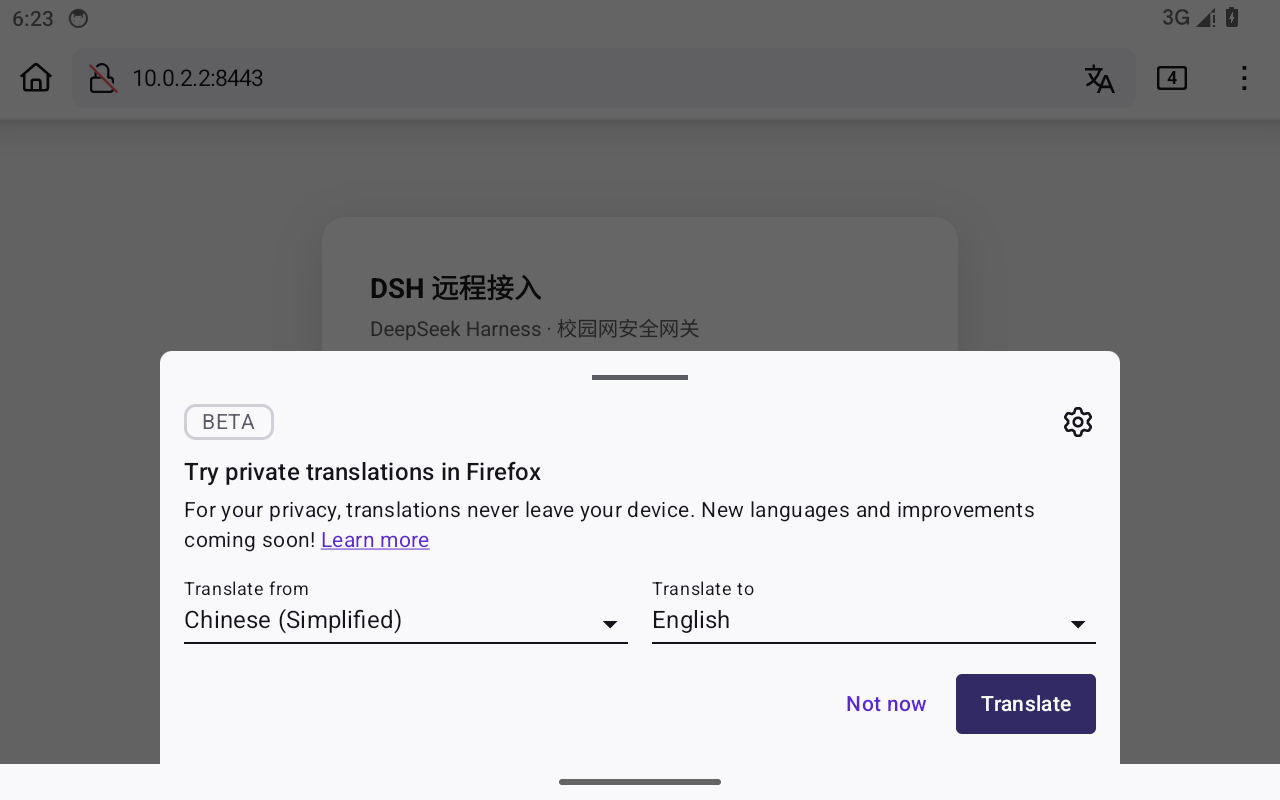 6:23
3G
10.0.2.2:8443
4
DSH 远程接入
DeepSeek Harness · 校园网安全网关
BETA
Try private translations in Firefox
For your privacy, translations never leave your device. New languages and improvements
coming soon! Learn more
Translate from
Chinese (Simplified)
Translate to
English
Not now
Translate